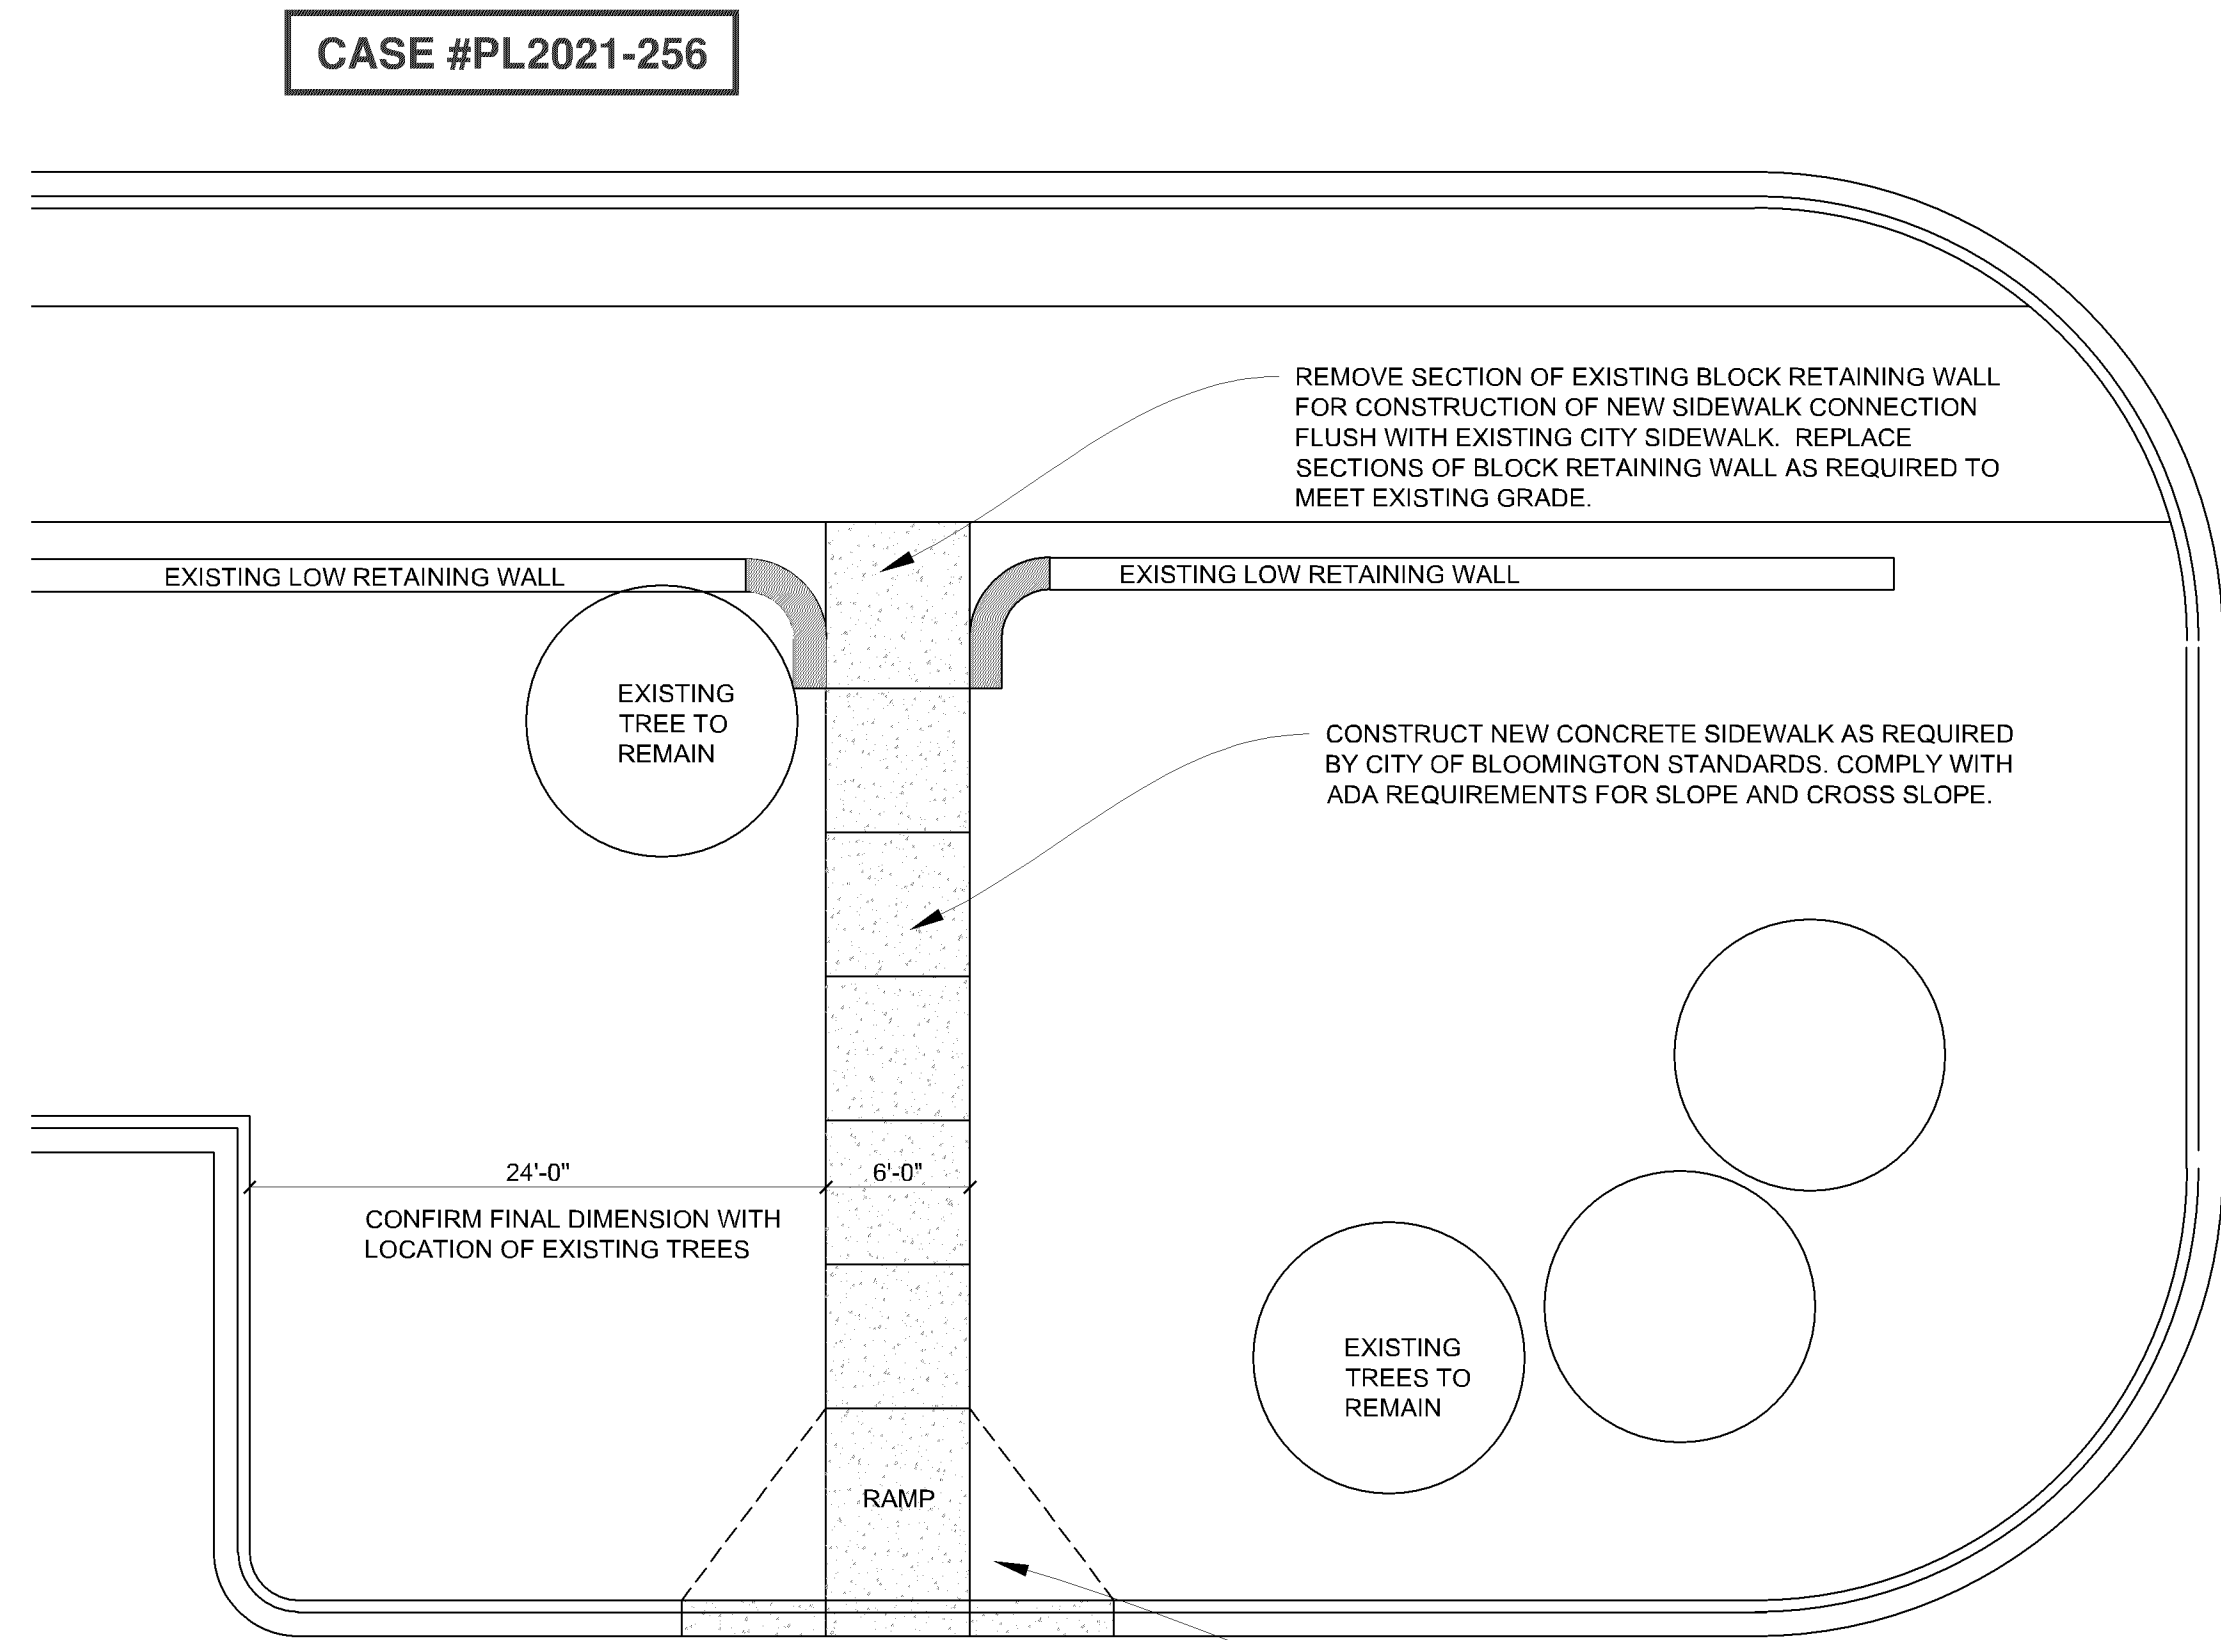 CASE #PL2021-256
REMOVE SECTION OF EXISTING BLOCK RETAINING WALL
FOR CONSTRUCTION OF NEW SIDEWALK CONNECTION
FLUSH WITH EXISTING CITY SIDEWALK. REPLACE
SECTIONS OF BLOCK RETAINING WALL AS REQUIRED TO
MEET EXISTING GRADE.
EXISTING LOW RETAINING WALL
EXISTING LOW RETAINING WALL
EXISTING
TREE TO
REMAIN
CONSTRUCT NEW CONCRETE SIDEWALK AS REQUIRED
BY CITY OF BLOOMINGTON STANDARDS. COMPLY WITH
ADA REQUIREMENTS FOR SLOPE AND CROSS SLOPE.
24'-0"
6'-0"
CONFIRM FINAL DIMENSION WITH
LOCATION OF EXISTING TREES
EXISTING
TREES TO
REMAIN
RAMP